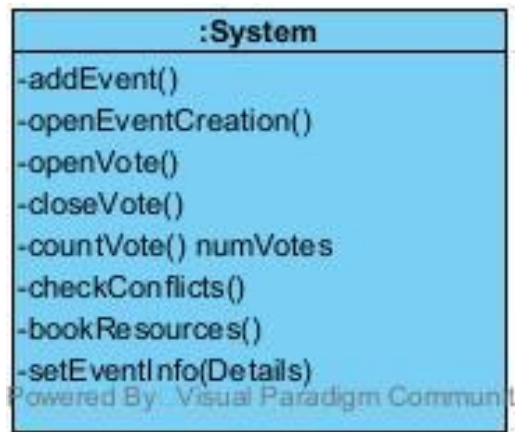 :System
-addEvent()
-openEventCreation()
-openVote()
-closeVote()
-countVote() numVotes
-checkConflicts()
-bookResources()
-setEventInfo(Details)
Powered By Visual Paradigm Communit